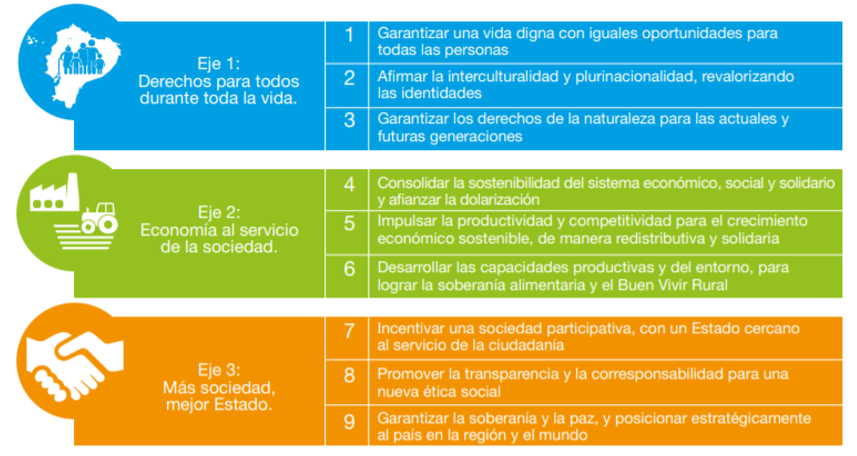 Eje 1:
Derechos para todos
durante toda la vida.
1 Garantizar una vida digna con iguales oportunidades para
todas las personas
2 Afirmar la interculturalidad y plurinacionalidad, revalorizando
las identidades
3 Garantizar los derechos de la naturaleza para las actuales y
futuras generaciones
Eje 2:
Economía al servicio
de la sociedad.
4 Consolidar la sostenibilidad del sistema económico, social y solidario
y afianzar la dolarización
5 Impulsar la productividad y competitividad para el crecimiento
económico sostenible, de manera redistributiva y solidaria
6 Desarrollar las capacidades productivas y del entorno, para
lograr la soberanía alimentaria y el Buen Vivir Rural
Eje 3:
Más sociedad,
mejor Estado.
7 Incentivar una sociedad participativa, con un Estado cercano
al servicio de la ciudadanía
8 Promover la transparencia y la corresponsabilidad para una
nueva ética social
9 Garantizar la soberanía y la paz, y posicionar estratégicamente
al país en la región y el mundo